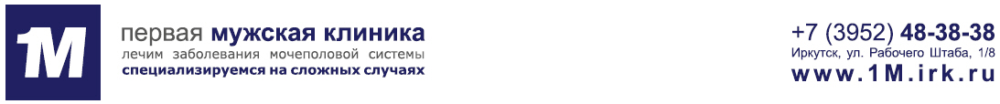 1М
первая мужская клиника
лечим заболевания мочеполовой системы
специализируемся на сложных случаях
+7 (3952) 48-38-38
Иркутск, ул. Рабочего Штаба, 1/8
www.1M.irk.ru